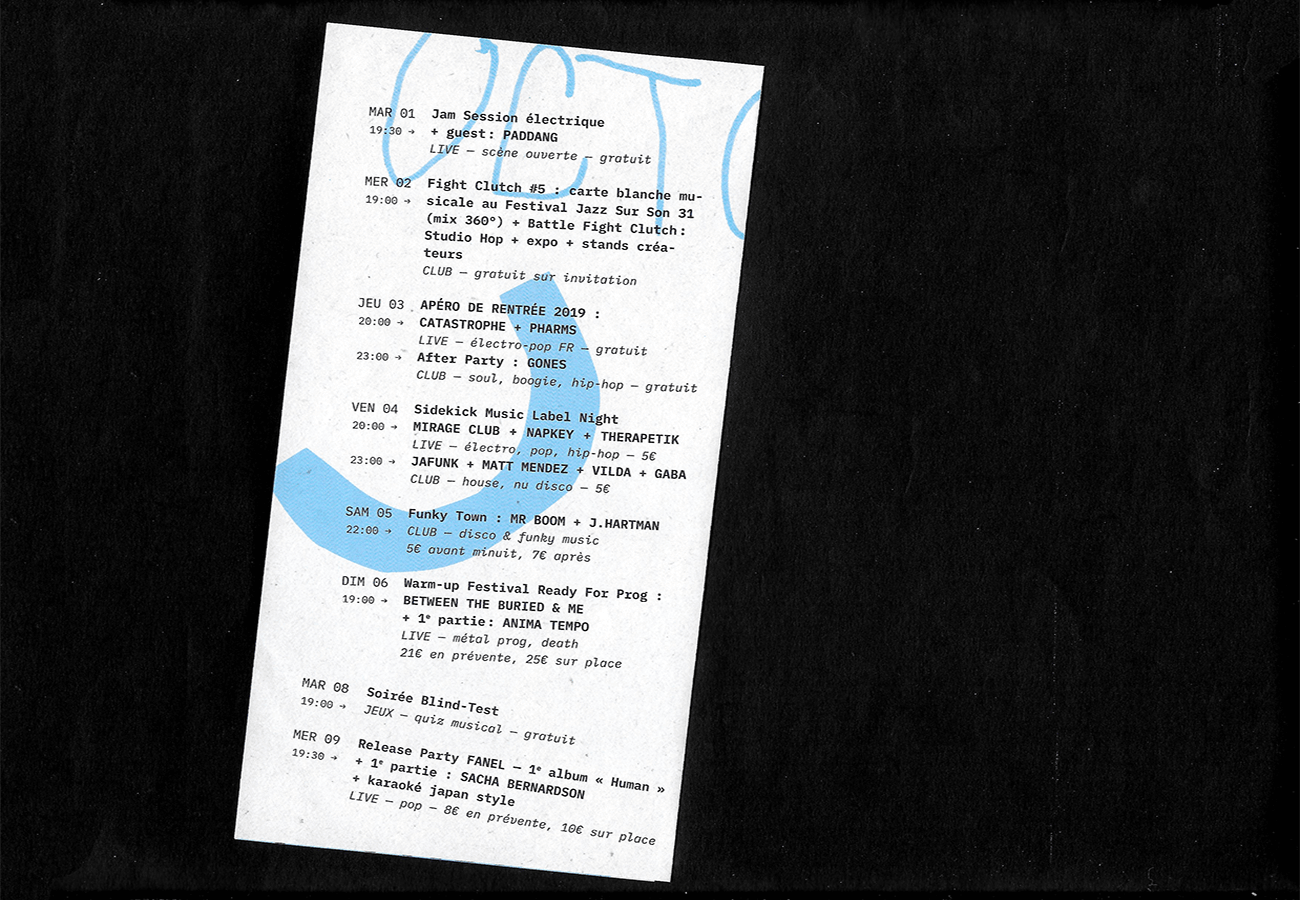 OCTO
MAR 01 Jam Session électrique
19:30 → + guest: PADDANG
LIVE — scène ouverte — gratuit
MER 02 Fight Clutch #5 : carte blanche mu-
19:00 → sicale au Festival Jazz Sur Son 31
(mix 360°) + Battle Fight Clutch:
Studio Hop + expo + stands créa-
teurs
CLUB — gratuit sur invitation
JEU 03 APÉRO DE RENTRÉE 2019 :
20:00 → CATASTROPHE + PHARMS
LIVE — électro-pop FR — gratuit
23:00 → After Party : GONES
CLUB — soul, boogie, hip-hop — gratuit
VEN 04 Sidekick Music Label Night
20:00 → MIRAGE CLUB + NAPKEY + THERAPETIK
LIVE — électro, pop, hip-hop — 5€
23:00 → JAFUNK + MATT MENDEZ + VILDA + GABA
CLUB — house, nu disco — 5€
SAM 05 Funky Town : MR BOOM + J.HARTMAN
22:00 → CLUB — disco & funky music
5€ avant minuit, 7€ après
DIM 06 Warm-up Festival Ready For Prog :
19:00 → BETWEEN THE BURIED & ME
+ 1ᵉ partie: ANIMA TEMPO
LIVE — métal prog, death
21€ en prévente, 25€ sur place
MAR 08 Soirée Blind-Test
19:00 → JEUX — quiz musical — gratuit
MER 09 Release Party FANEL — 1ᵉ album « Human »
19:30 → + 1ᵉ partie : SACHA BERNARDSON
+ karaoké japan style
LIVE — pop — 8€ en prévente, 10€ sur place